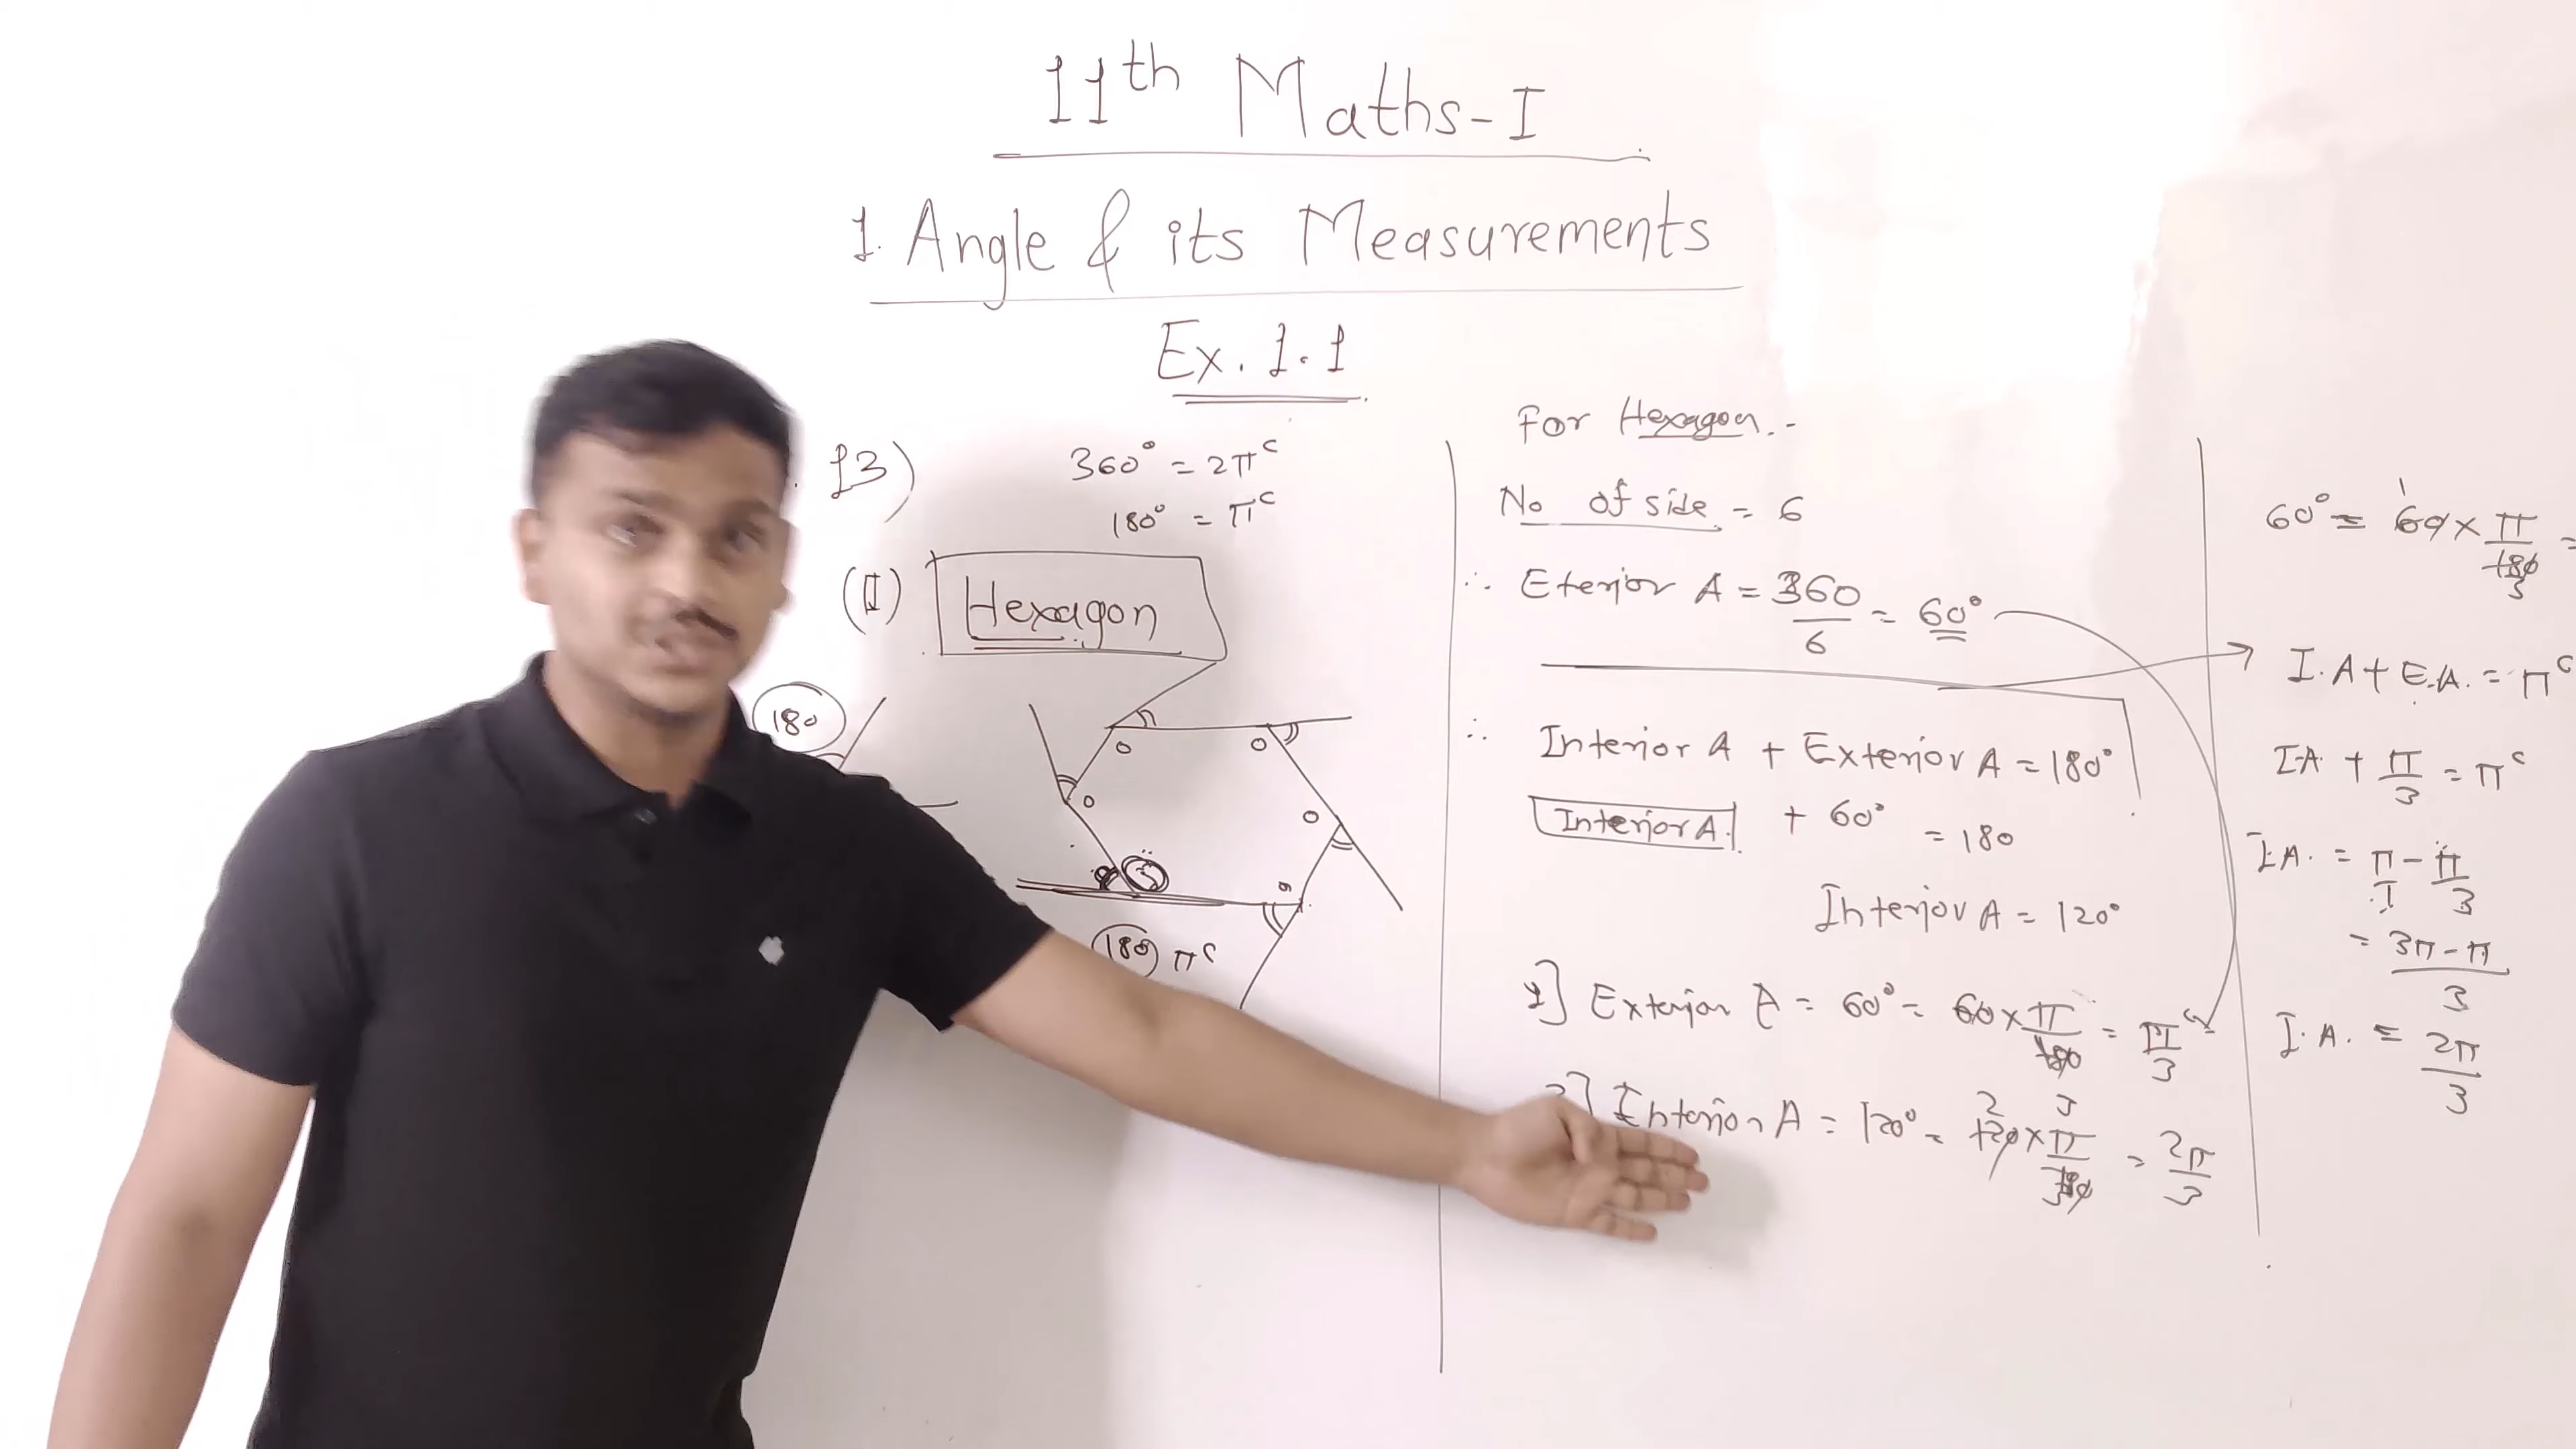 11th Maths-I
1. Angle & its Measurements
Ex. 1.1
13)
360° = 2π^c
180° = π^c
(II) Hexagon
180
180 π^c
For Hexagon.-
No of side = 6
∴ Eterior A = 360/6 = 60°
∴ Interior A + Exterior A = 180°
Interior A. + 60° = 180
Interior A = 120°
1] Exterior A = 60° = 60 × π/180 = π^c/3
2] Interior A = 120° = 120 × π/180 = 2π/3
60° = 60 × π/180 =
I.A + E.A. = π^c
I.A + π/3 = π^c
I.A. = π/1 - π/3
= 3π - π/3
I.A. = 2π/3